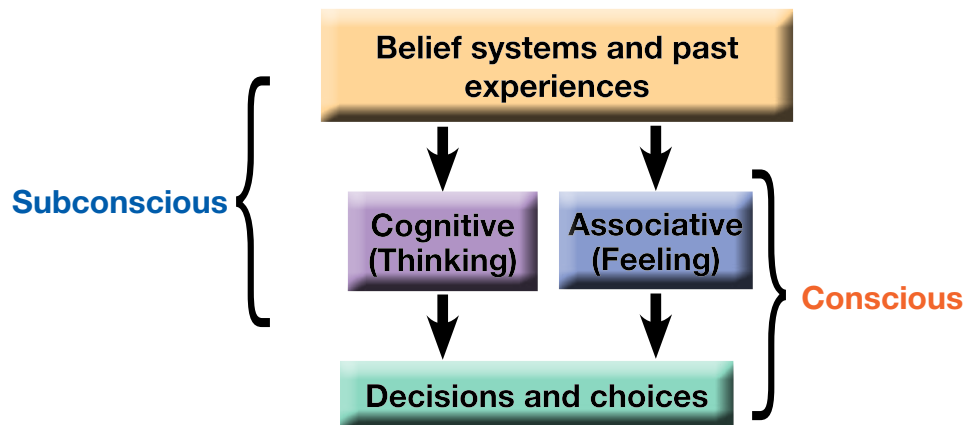 Belief systems and past
experiences
Subconscious
Cognitive
(Thinking)
Associative
(Feeling)
Conscious
Decisions and choices